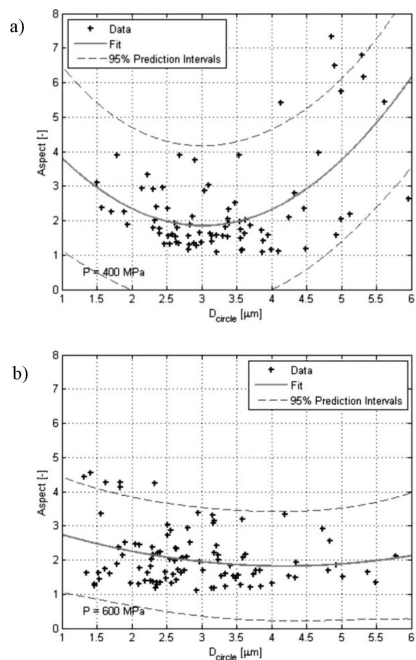 a)
Data
Fit
95% Prediction Intervals
8
7
6
5
4
3
2
1
0
Aspect [-]
P = 400 MPa
1 1.5 2 2.5 3 3.5 4 4.5 5 5.5 6
D_circle [µm]
b)
Data
Fit
95% Prediction Intervals
8
7
6
5
4
3
2
1
0
Aspect [-]
P = 600 MPa
1 1.5 2 2.5 3 3.5 4 4.5 5 5.5 6
D_circle [µm]